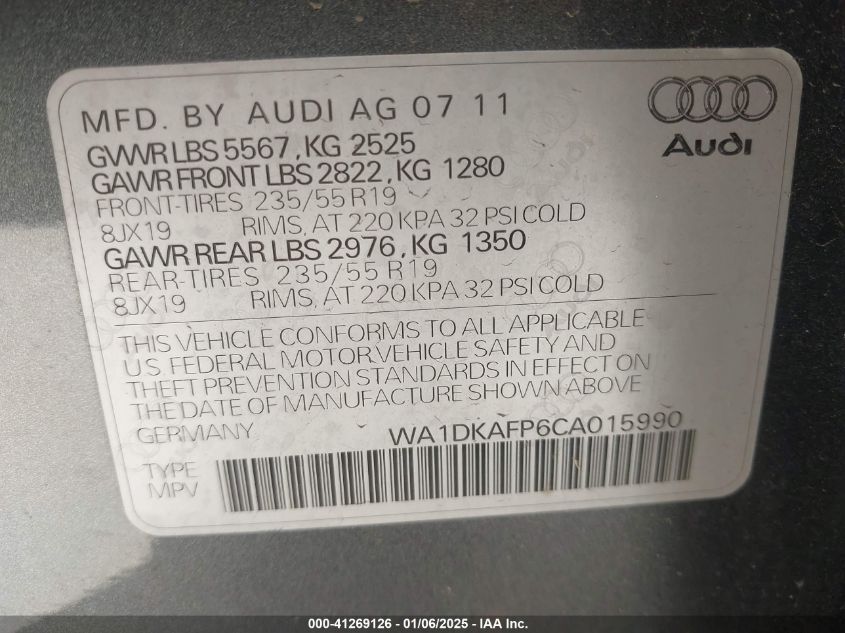 MFD. BY AUDI AG 07 11
Audi
GVWR LBS 5567, KG 2525
GAWR FRONT LBS 2822, KG 1280
FRONT-TIRES 235/55 R19
8JX19 RIMS, AT 220 KPA 32 PSI COLD
GAWR REAR LBS 2976, KG 1350
REAR-TIRES 235/55 R19
8JX19 RIMS, AT 220 KPA 32 PSI COLD
THIS VEHICLE CONFORMS TO ALL APPLICABLE
U.S. FEDERAL MOTOR VEHICLE SAFETY AND
THEFT PREVENTION STANDARDS IN EFFECT ON
THE DATE OF MANUFACTURE SHOWN ABOVE
GERMANY WA1DKAFP6CA015990
TYPE
MPV
000-41269126 - 01/06/2025 - IAA Inc.